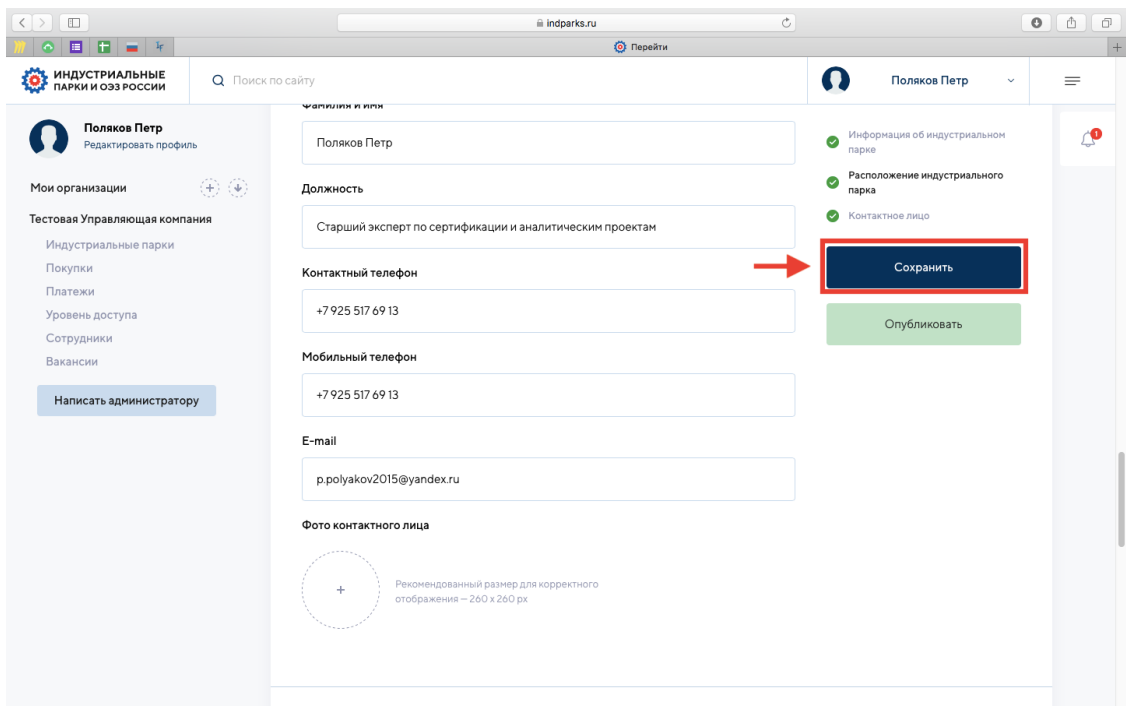 indparks.ru
Перейти
ИНДУСТРИАЛЬНЫЕ
ПАРКИ И ОЭЗ РОССИИ
Поиск по сайту
Поляков Петр
Поляков Петр
Редактировать профиль
Мои организации
Тестовая Управляющая компания
Индустриальные парки
Покупки
Платежи
Уровень доступа
Сотрудники
Вакансии
Написать администратору
Фамилия и имя
Поляков Петр
Должность
Старший эксперт по сертификации и аналитическим проектам
Контактный телефон
+7 925 517 69 13
Мобильный телефон
+7 925 517 69 13
E-mail
p.polyakov2015@yandex.ru
Фото контактного лица
Рекомендованный размер для корректного
отображения — 260 x 260 px
Информация об индустриальном
парке
Расположение индустриального
парка
Контактное лицо
Сохранить
Опубликовать
1